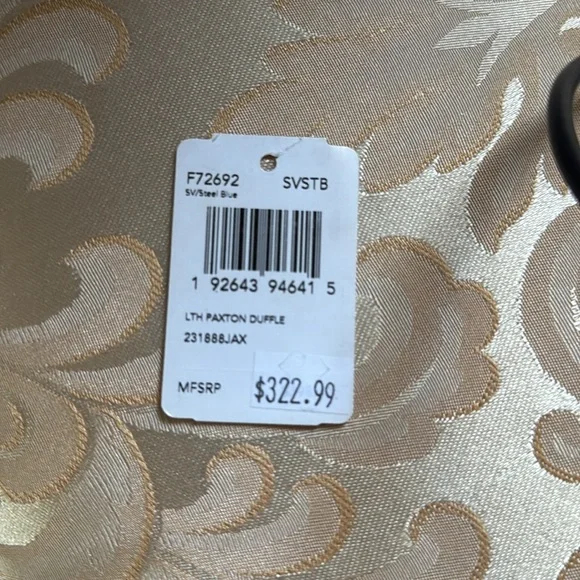 F72692 SVSTB
SV/Steel Blue
1 92643 94641 5
LTH PAXTON DUFFLE
231888JAX
MFSRP $322.99